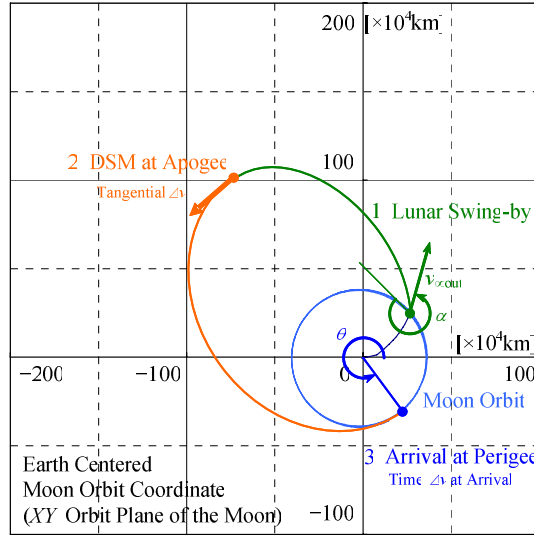 200
[×10⁴km]
2 DSM at Apogee
Tangential Δv
100
1 Lunar Swing-by
v∞out
α
θ
[×10⁴km]
−200
−100
0
100
Moon Orbit
3 Arrival at Perigee
Time Δv at Arrival
Earth Centered
Moon Orbit Coordinate
(XY Orbit Plane of the Moon)
−100